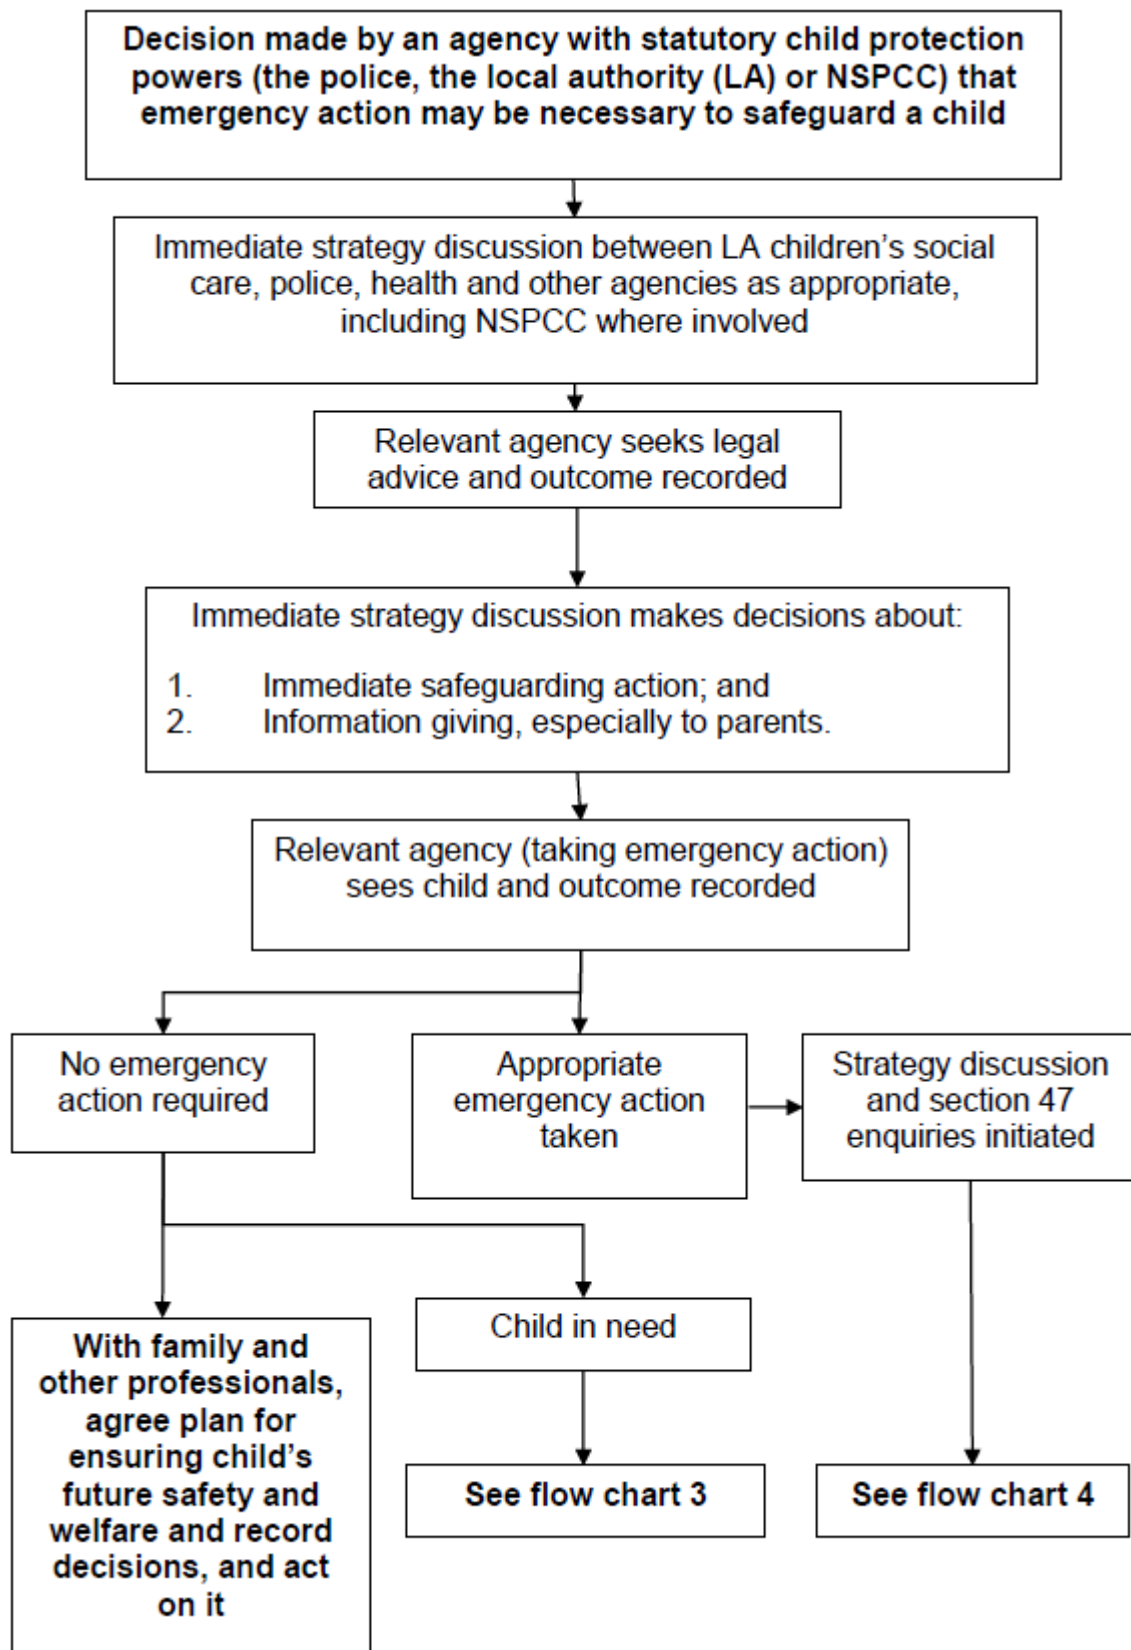 Decision made by an agency with statutory child protection
powers (the police, the local authority (LA) or NSPCC) that
emergency action may be necessary to safeguard a child
Immediate strategy discussion between LA children’s social
care, police, health and other agencies as appropriate,
including NSPCC where involved
Relevant agency seeks legal
advice and outcome recorded
Immediate strategy discussion makes decisions about:
1. Immediate safeguarding action; and
2. Information giving, especially to parents.
Relevant agency (taking emergency action)
sees child and outcome recorded
No emergency
action required
Appropriate
emergency action
taken
Strategy discussion
and section 47
enquiries initiated
With family and
other professionals,
agree plan for
ensuring child’s
future safety and
welfare and record
decisions, and act
on it
Child in need
See flow chart 3
See flow chart 4